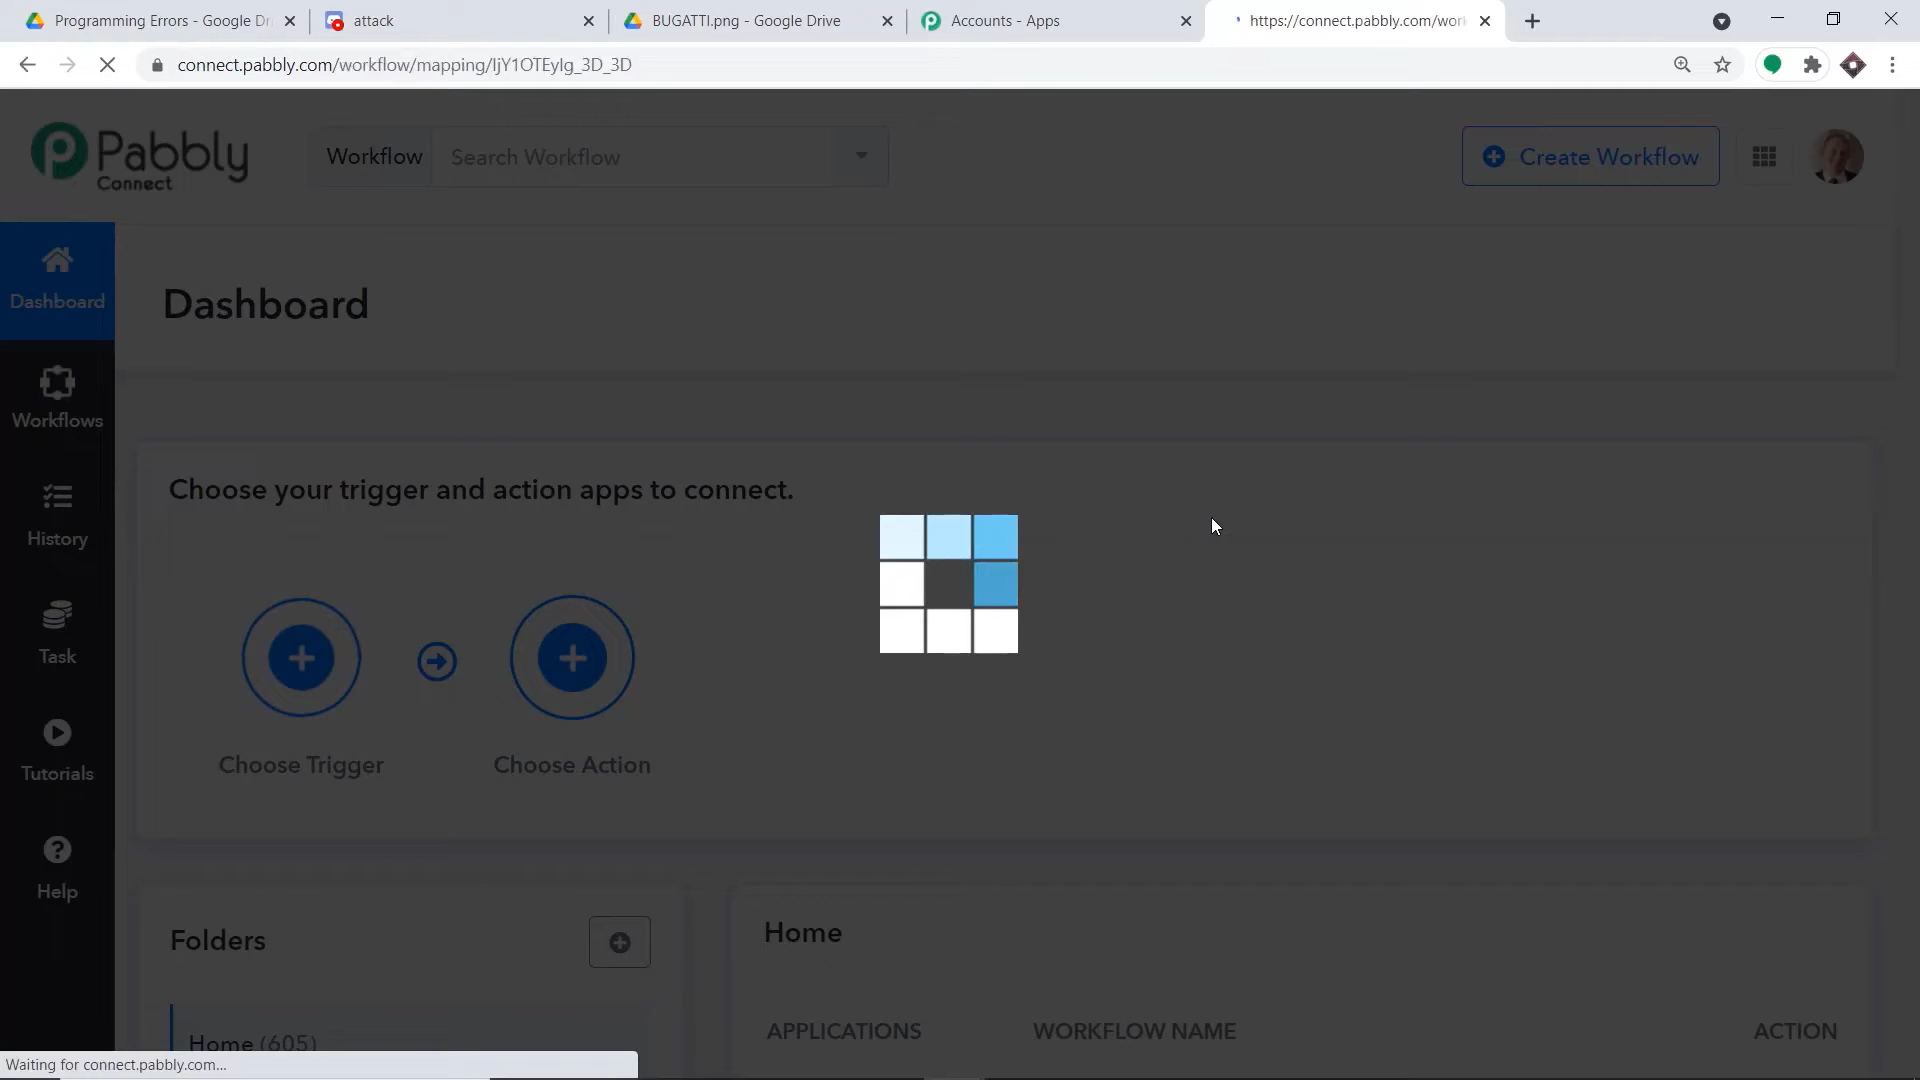 Programming Errors - Google Dri
attack
BUGATTI.png - Google Drive
Accounts - Apps
https://connect.pabbly.com/work
connect.pabbly.com/workflow/mapping/IjY1OTEyIg_3D_3D
Pabbly
Connect
Workflow
Search Workflow
Create Workflow
Dashboard
Dashboard
Workflows
History
Task
Tutorials
Help
Choose your trigger and action apps to connect.
Choose Trigger
Choose Action
Folders
Home (605)
Home
APPLICATIONS
WORKFLOW NAME
ACTION
Waiting for connect.pabbly.com...